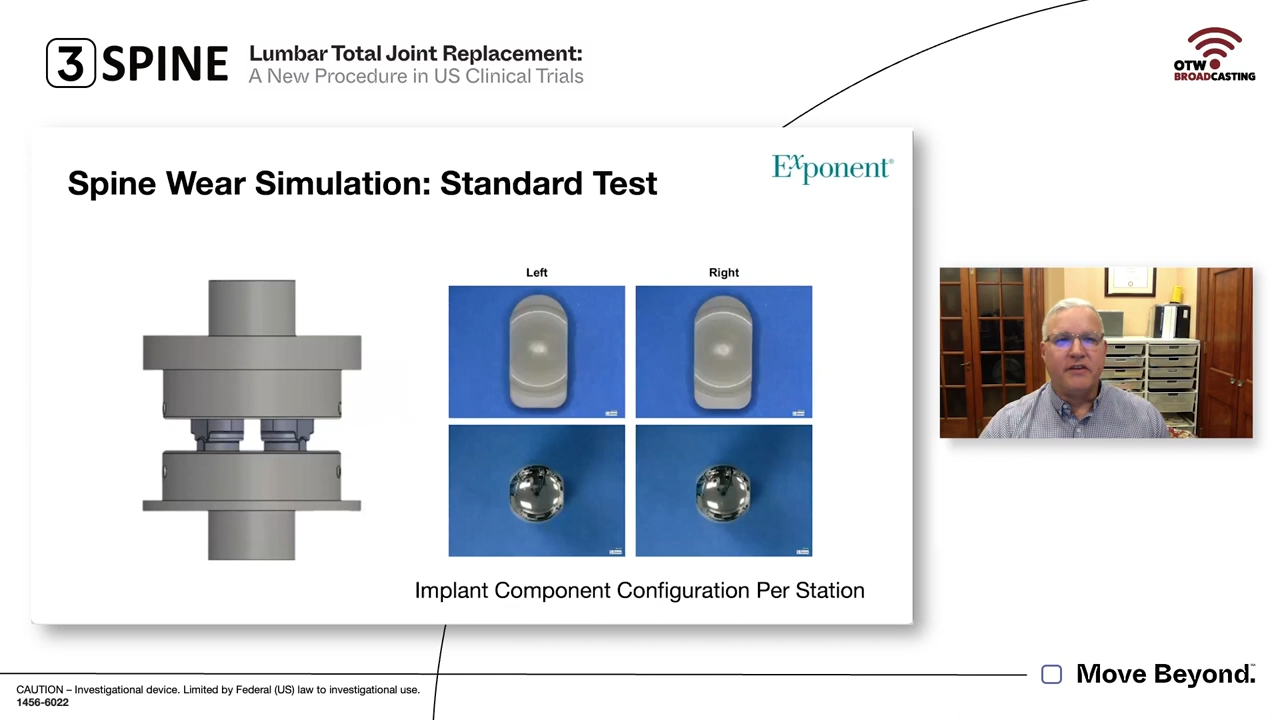 3SPINE
Lumbar Total Joint Replacement:
A New Procedure in US Clinical Trials
OTW
BROADCASTING
Exponent®
Spine Wear Simulation: Standard Test
Left
Right
Implant Component Configuration Per Station
Move Beyond.™
CAUTION – Investigational device. Limited by Federal (US) law to investigational use.
1456-6022